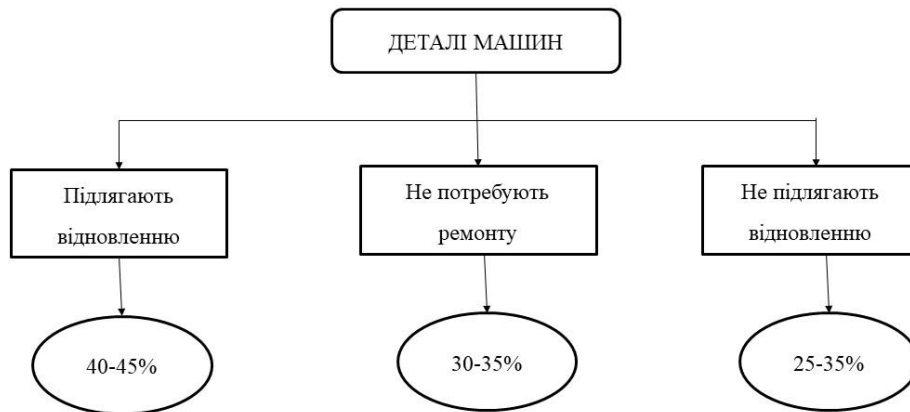 ДЕТАЛІ МАШИН
Підлягають
відновленню
Не потребують
ремонту
Не підлягають
відновленню
40-45%
30-35%
25-35%